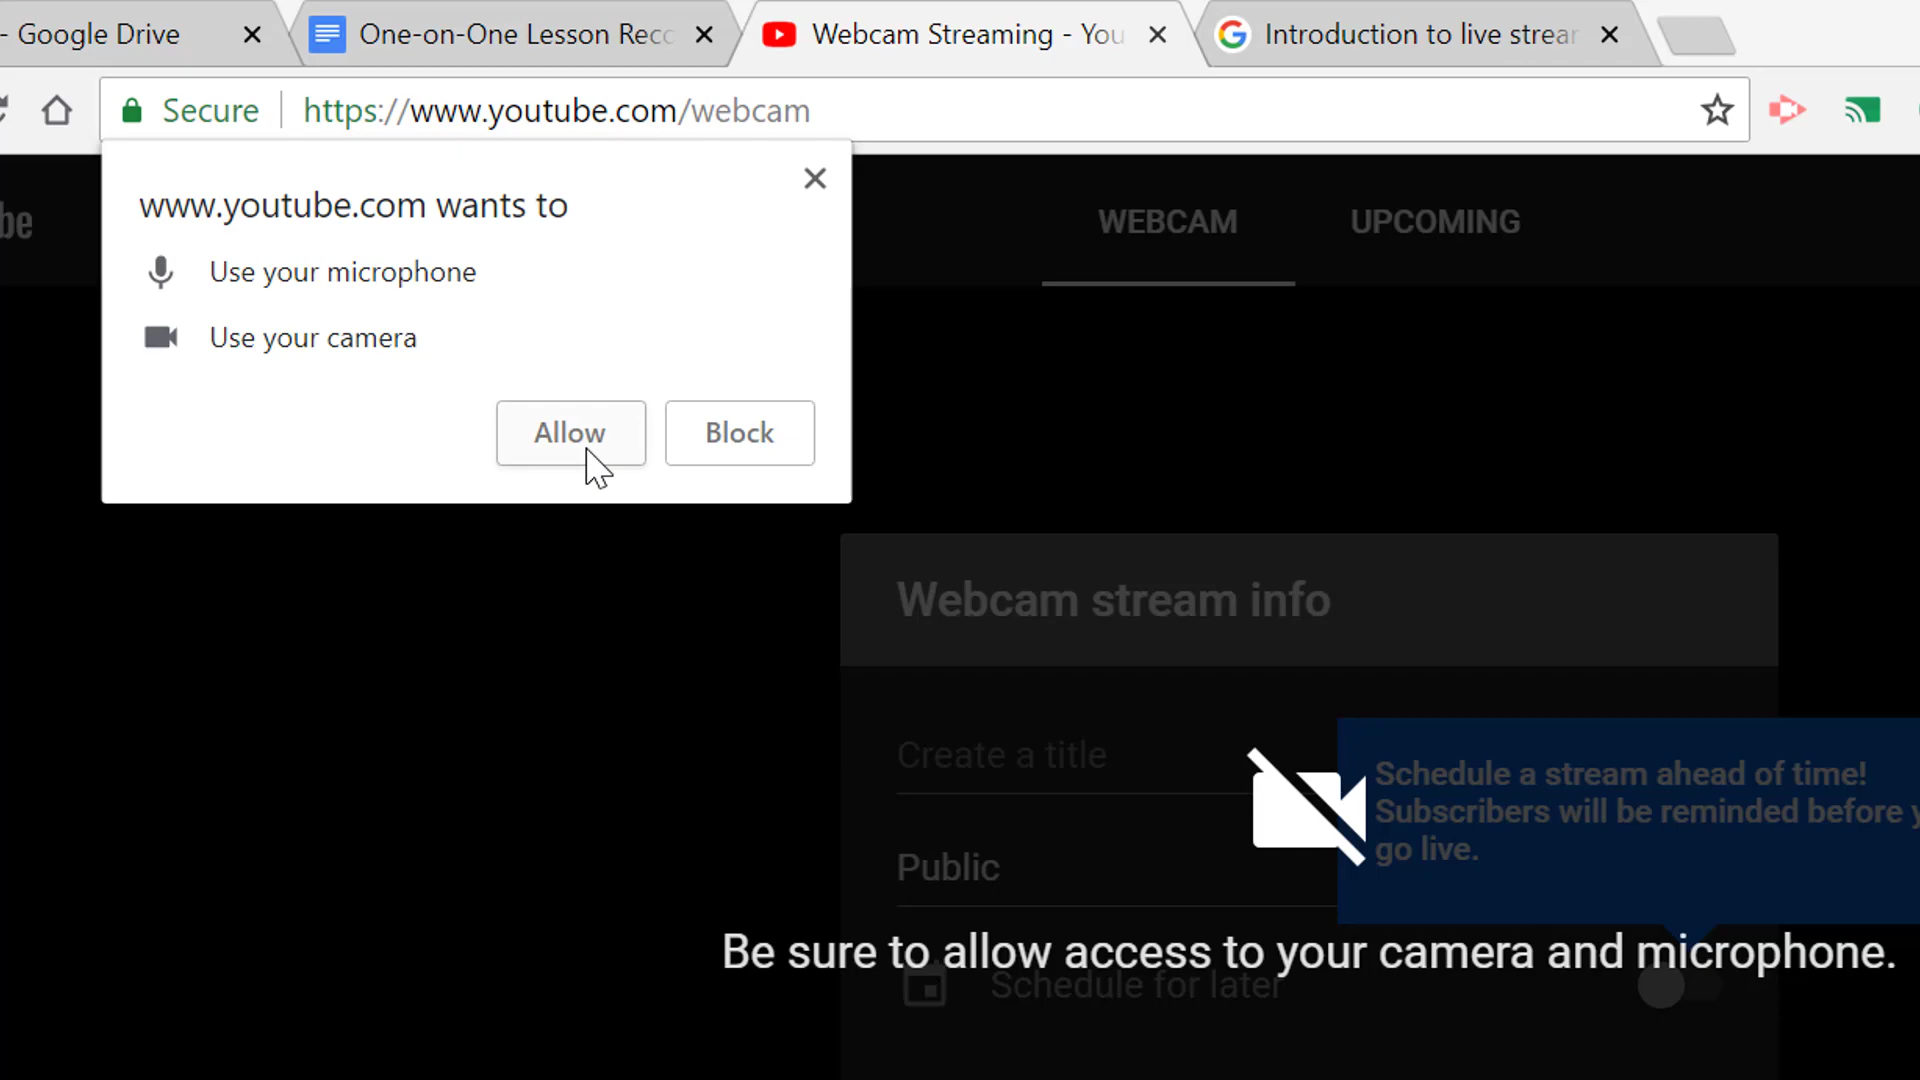 - Google Drive
One-on-One Lesson Rec
Webcam Streaming - You
Introduction to live strea
Secure
https://www.youtube.com/webcam
be
WEBCAM
UPCOMING
www.youtube.com wants to
Use your microphone
Use your camera
Allow
Block
Webcam stream info
Create a title
Schedule a stream ahead of time!
Subscribers will be reminded before y
go live.
Public
Be sure to allow access to your camera and microphone.
Schedule for later